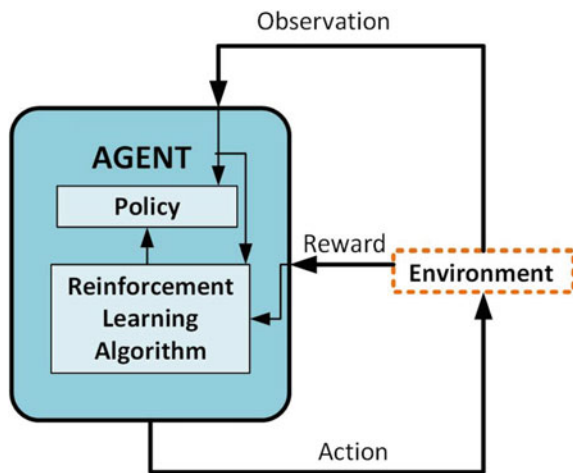 Observation
AGENT
Policy
Reward
Environment
Reinforcement
Learning
Algorithm
Action